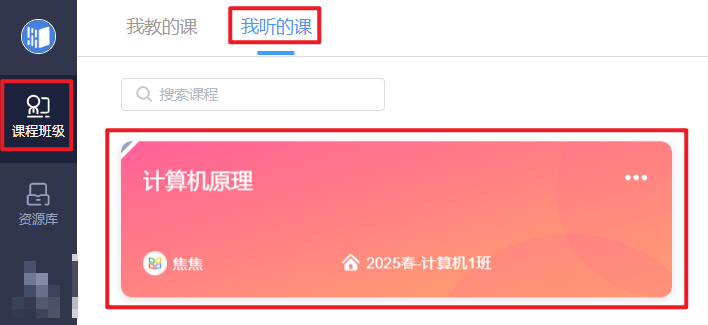 我教的课
我听的课
课程班级
搜索课程
计算机原理
资源库
焦焦
2025春-计算机1班